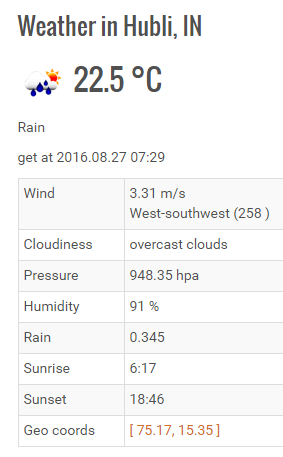 Weather in Hubli, IN
22.5 °C
Rain
get at 2016.08.27 07:29
Wind 3.31 m/s
West-southwest (258 )
Cloudiness overcast clouds
Pressure 948.35 hpa
Humidity 91 %
Rain 0.345
Sunrise 6:17
Sunset 18:46
Geo coords [ 75.17, 15.35 ]